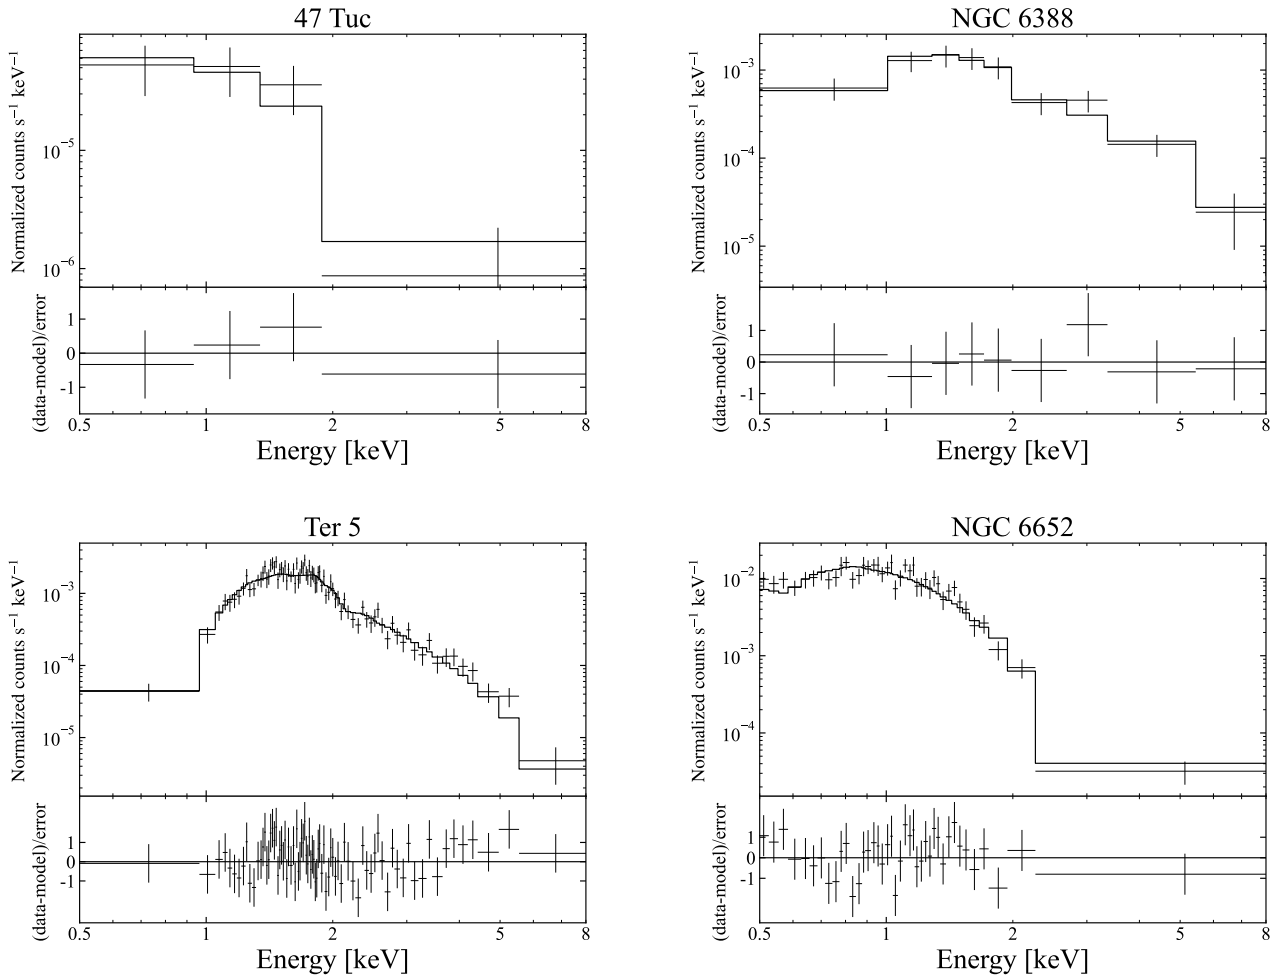 47 Tuc
Normalized counts s⁻¹ keV⁻¹
10⁻⁵
10⁻⁶
(data-model)/error
1
0
-1
0.5 1 2 5 8
Energy [keV]
NGC 6388
Normalized counts s⁻¹ keV⁻¹
10⁻³
10⁻⁴
10⁻⁵
(data-model)/error
1
0
-1
0.5 1 2 5 8
Energy [keV]
Ter 5
Normalized counts s⁻¹ keV⁻¹
10⁻³
10⁻⁴
10⁻⁵
(data-model)/error
1
0
-1
0.5 1 2 5 8
Energy [keV]
NGC 6652
Normalized counts s⁻¹ keV⁻¹
10⁻²
10⁻³
10⁻⁴
(data-model)/error
1
0
-1
0.5 1 2 5 8
Energy [keV]